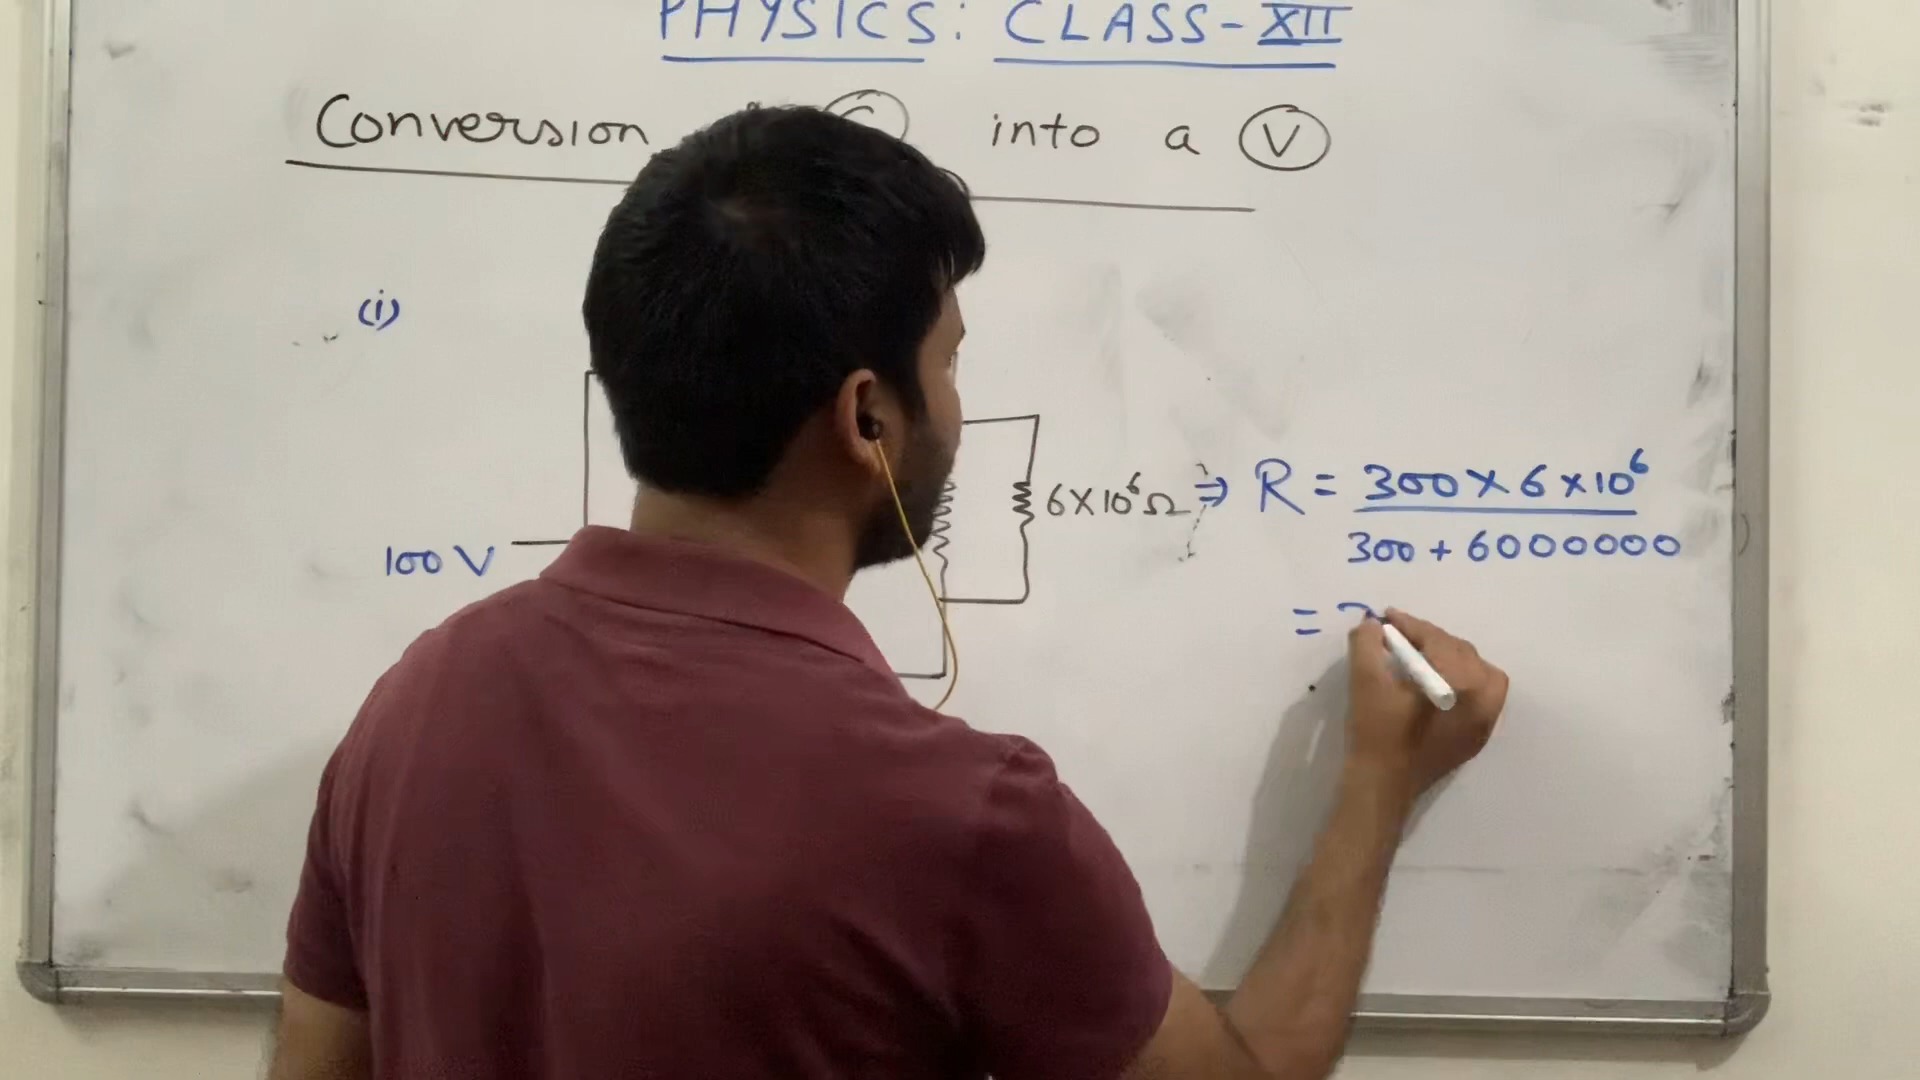 PHYSICS: CLASS-XII
Conversion G into a V
(i)
100 V
6×10⁶Ω ⇒ R = 300 × 6 × 10⁶
300 + 6000000
=